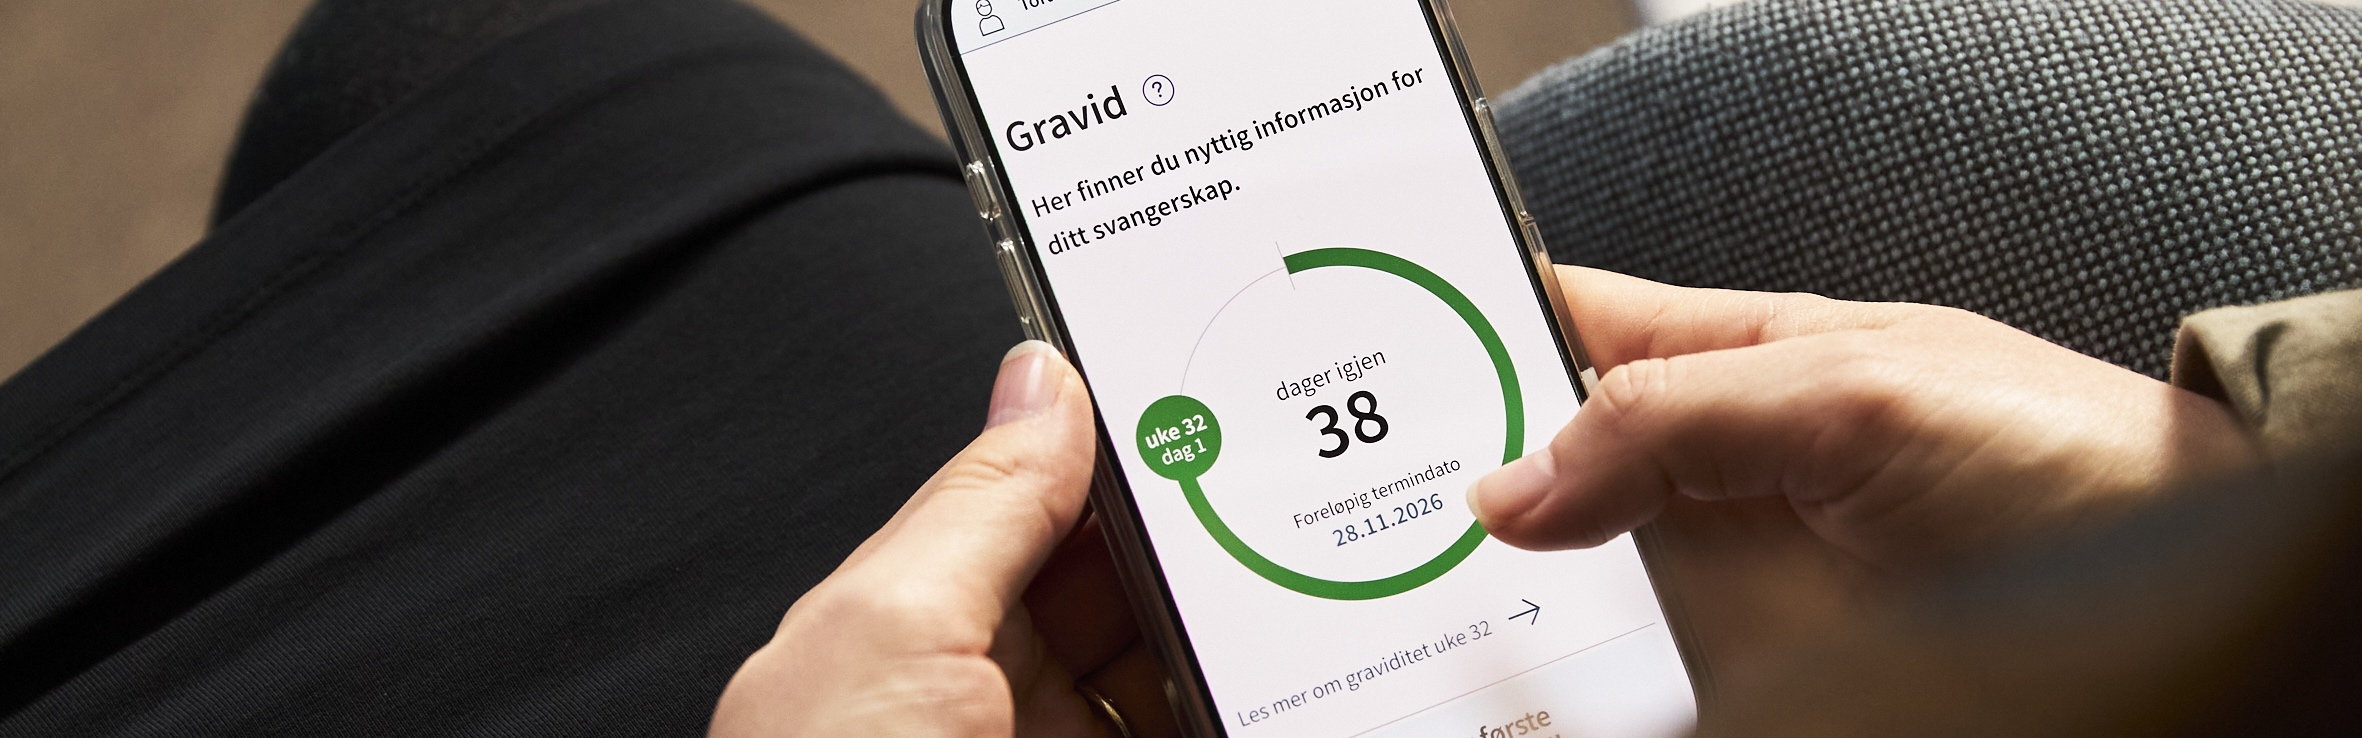 Gravid ?
Her finner du nyttig informasjon for
ditt svangerskap.
dager igjen
38
uke 32
dag 1
Foreløpig termindato
28.11.2026
Les mer om graviditet uke 32
første